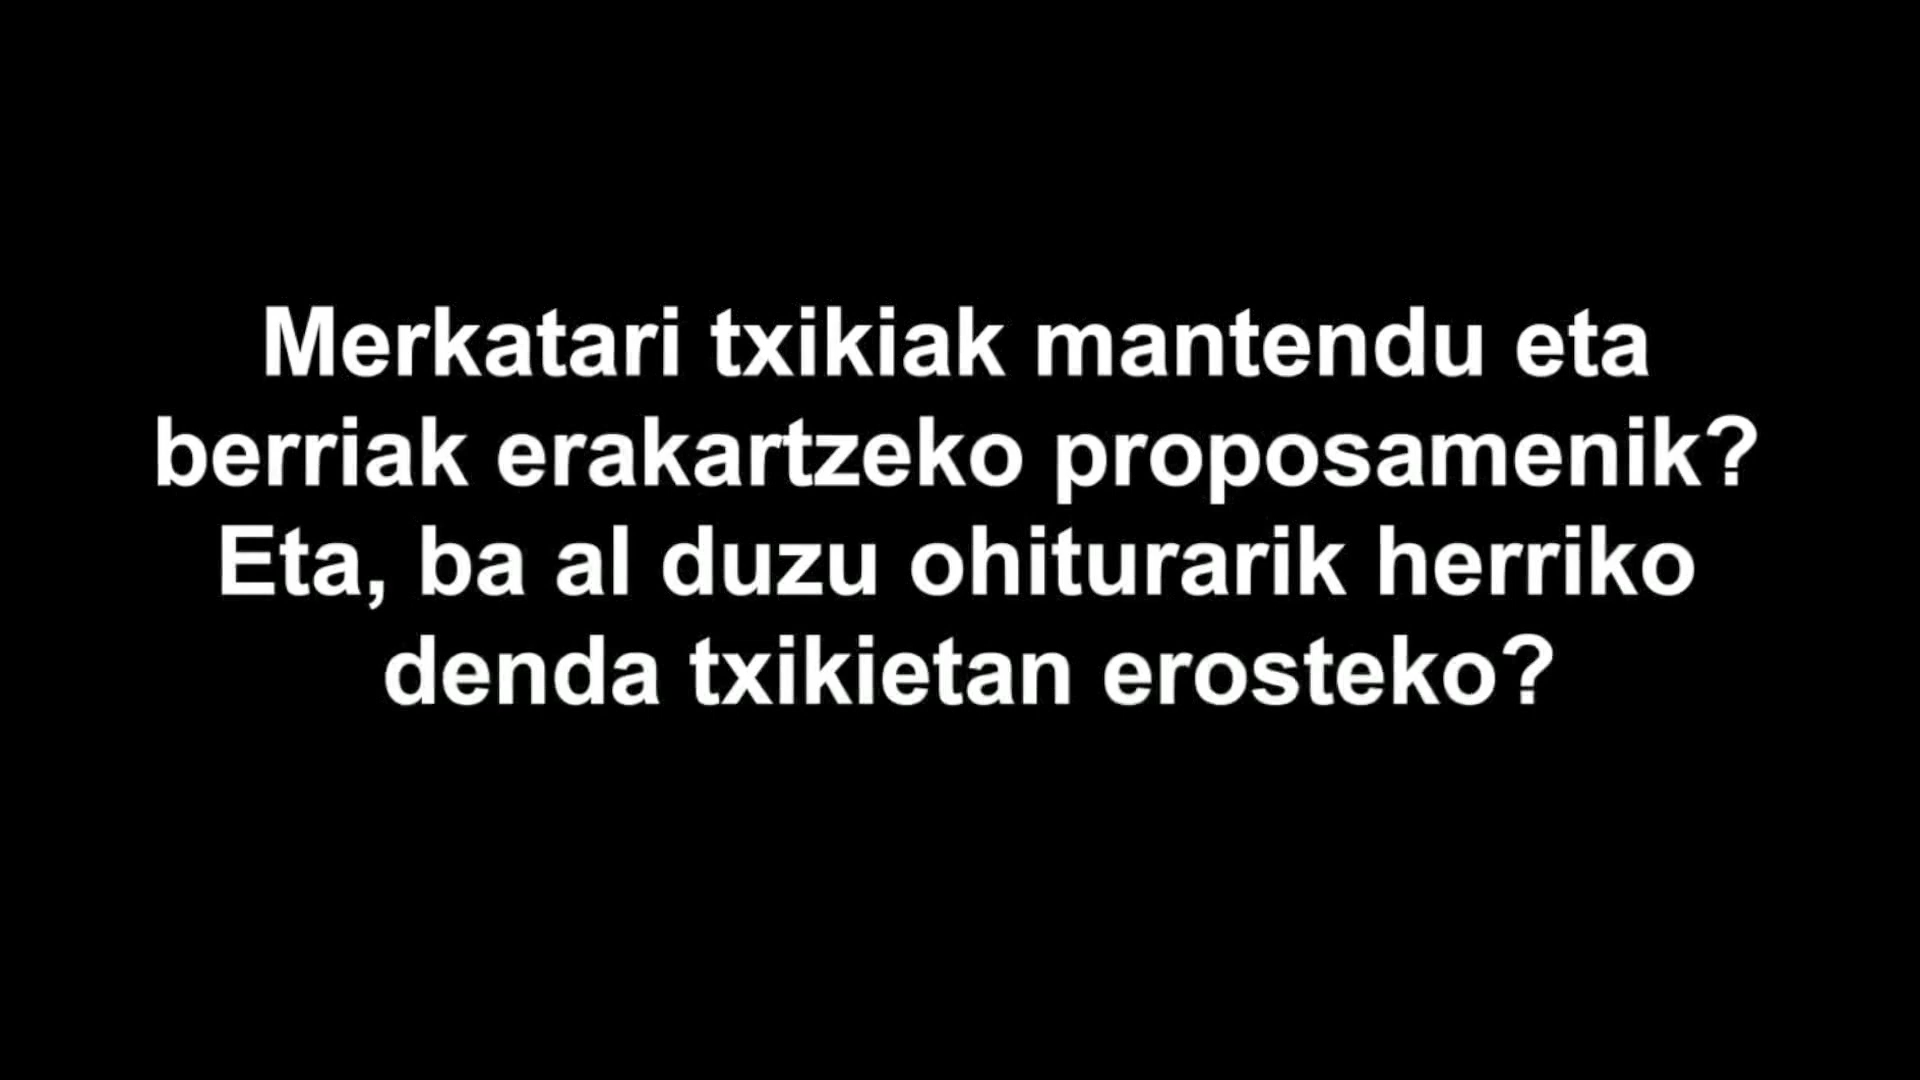 Merkatari txikiak mantendu eta
berriak erakartzeko proposamenik?
Eta, ba al duzu ohiturarik herriko
denda txikietan erosteko?